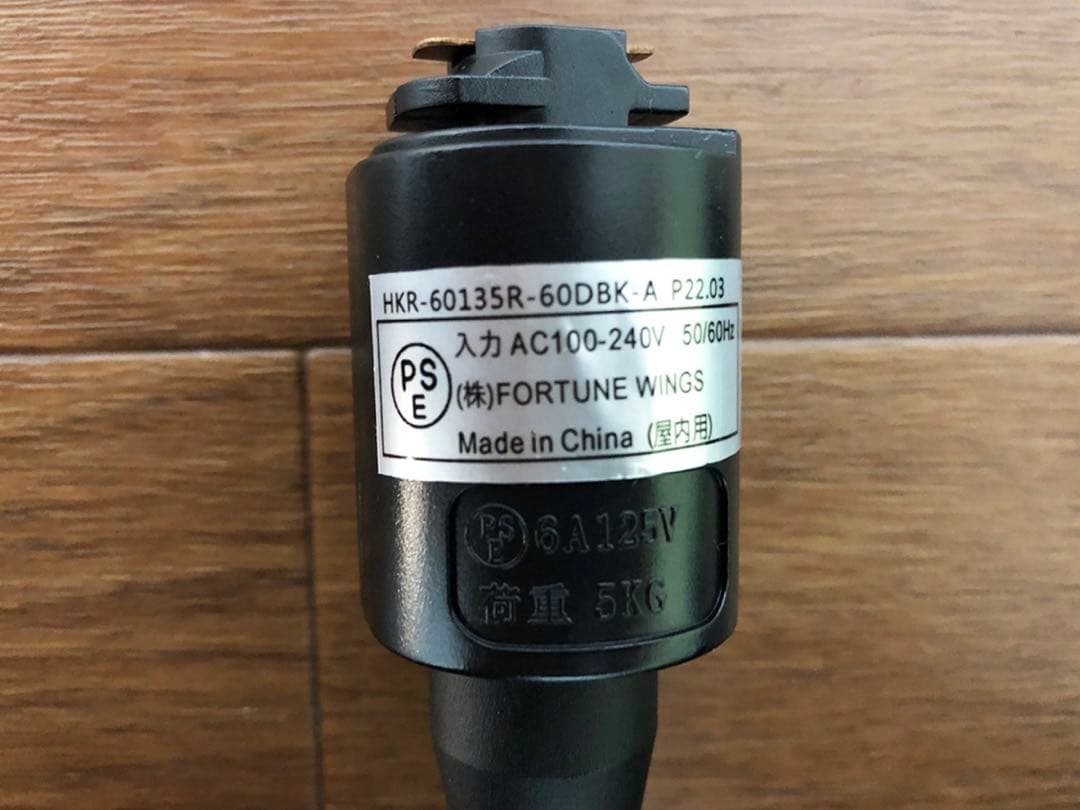 HKR-60135R-60DBK-A P22.03
入力 AC100-240V 50/60Hz
PS
E
(株)FORTUNE WINGS
Made in China (屋内用)
PS
E
6A125V
荷重 5KG